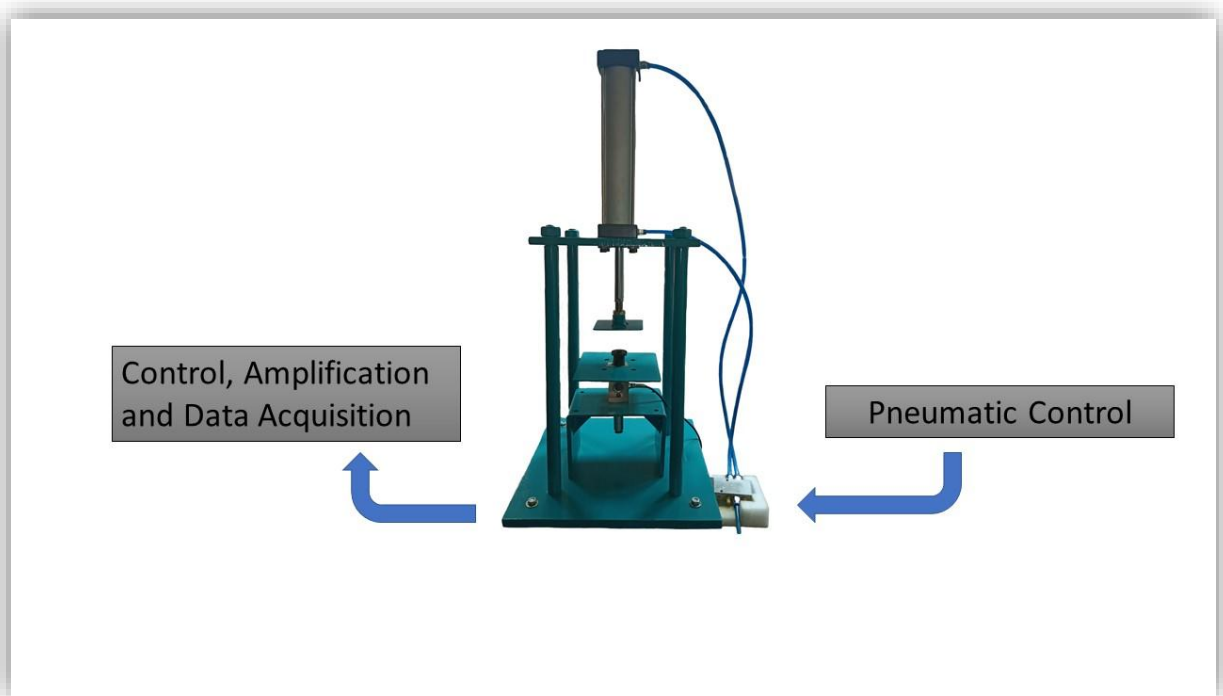 Control, Amplification
and Data Acquisition
Pneumatic Control